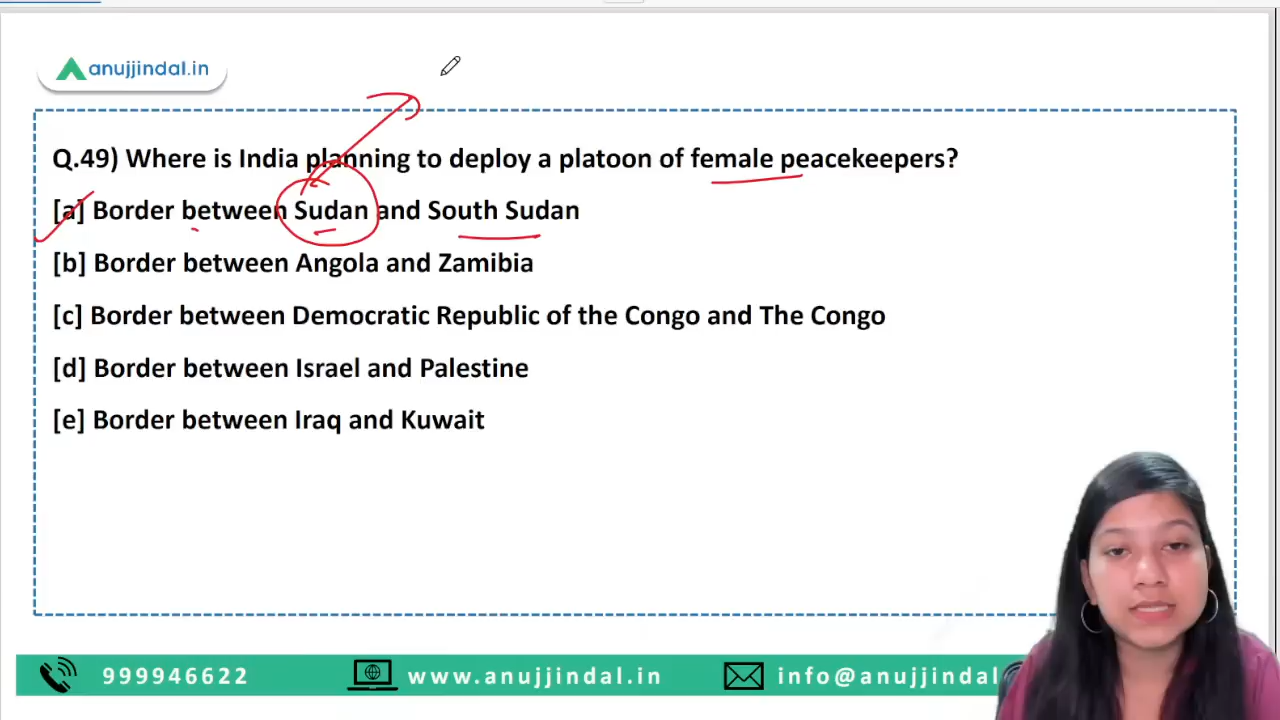 anujjindal.in
Q.49) Where is India planning to deploy a platoon of female peacekeepers?
[a] Border between Sudan and South Sudan
[b] Border between Angola and Zamibia
[c] Border between Democratic Republic of the Congo and The Congo
[d] Border between Israel and Palestine
[e] Border between Iraq and Kuwait
999946622 www.anujjindal.in info@anujjindal